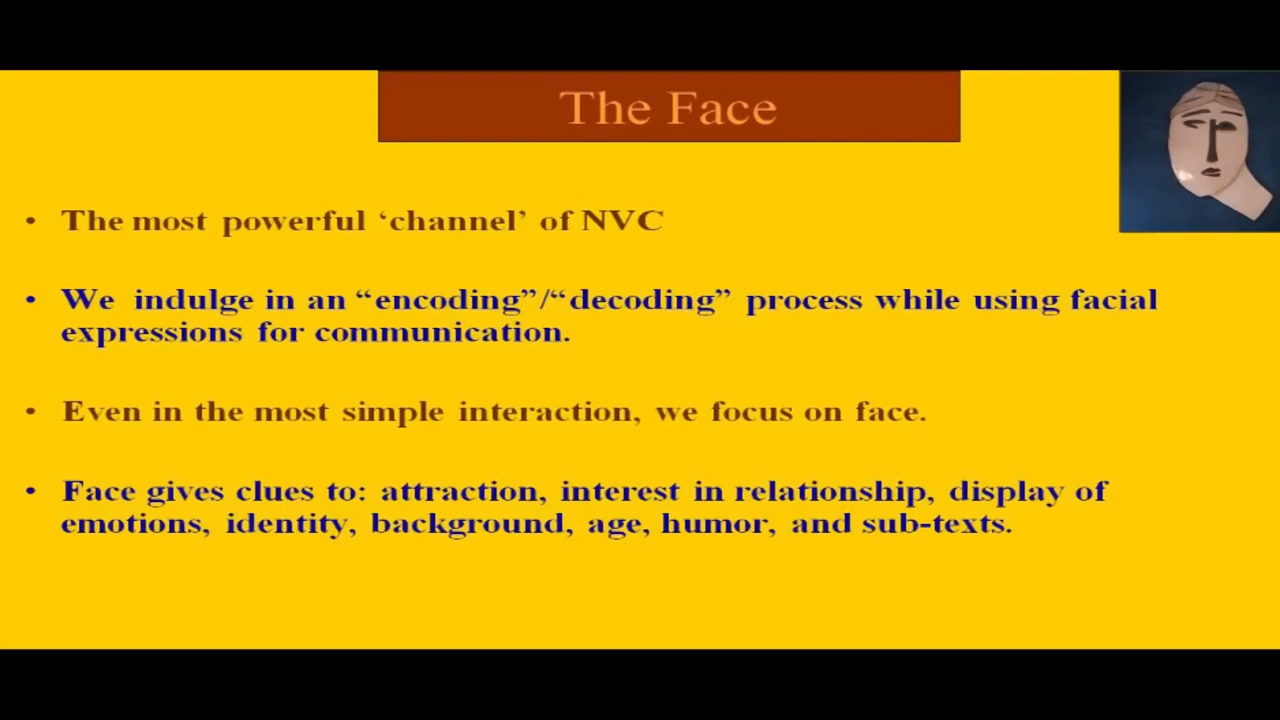 The Face
• The most powerful ‘channel’ of NVC
• We indulge in an “encoding”/“decoding” process while using facial
expressions for communication.
• Even in the most simple interaction, we focus on face.
• Face gives clues to: attraction, interest in relationship, display of
emotions, identity, background, age, humor, and sub-texts.